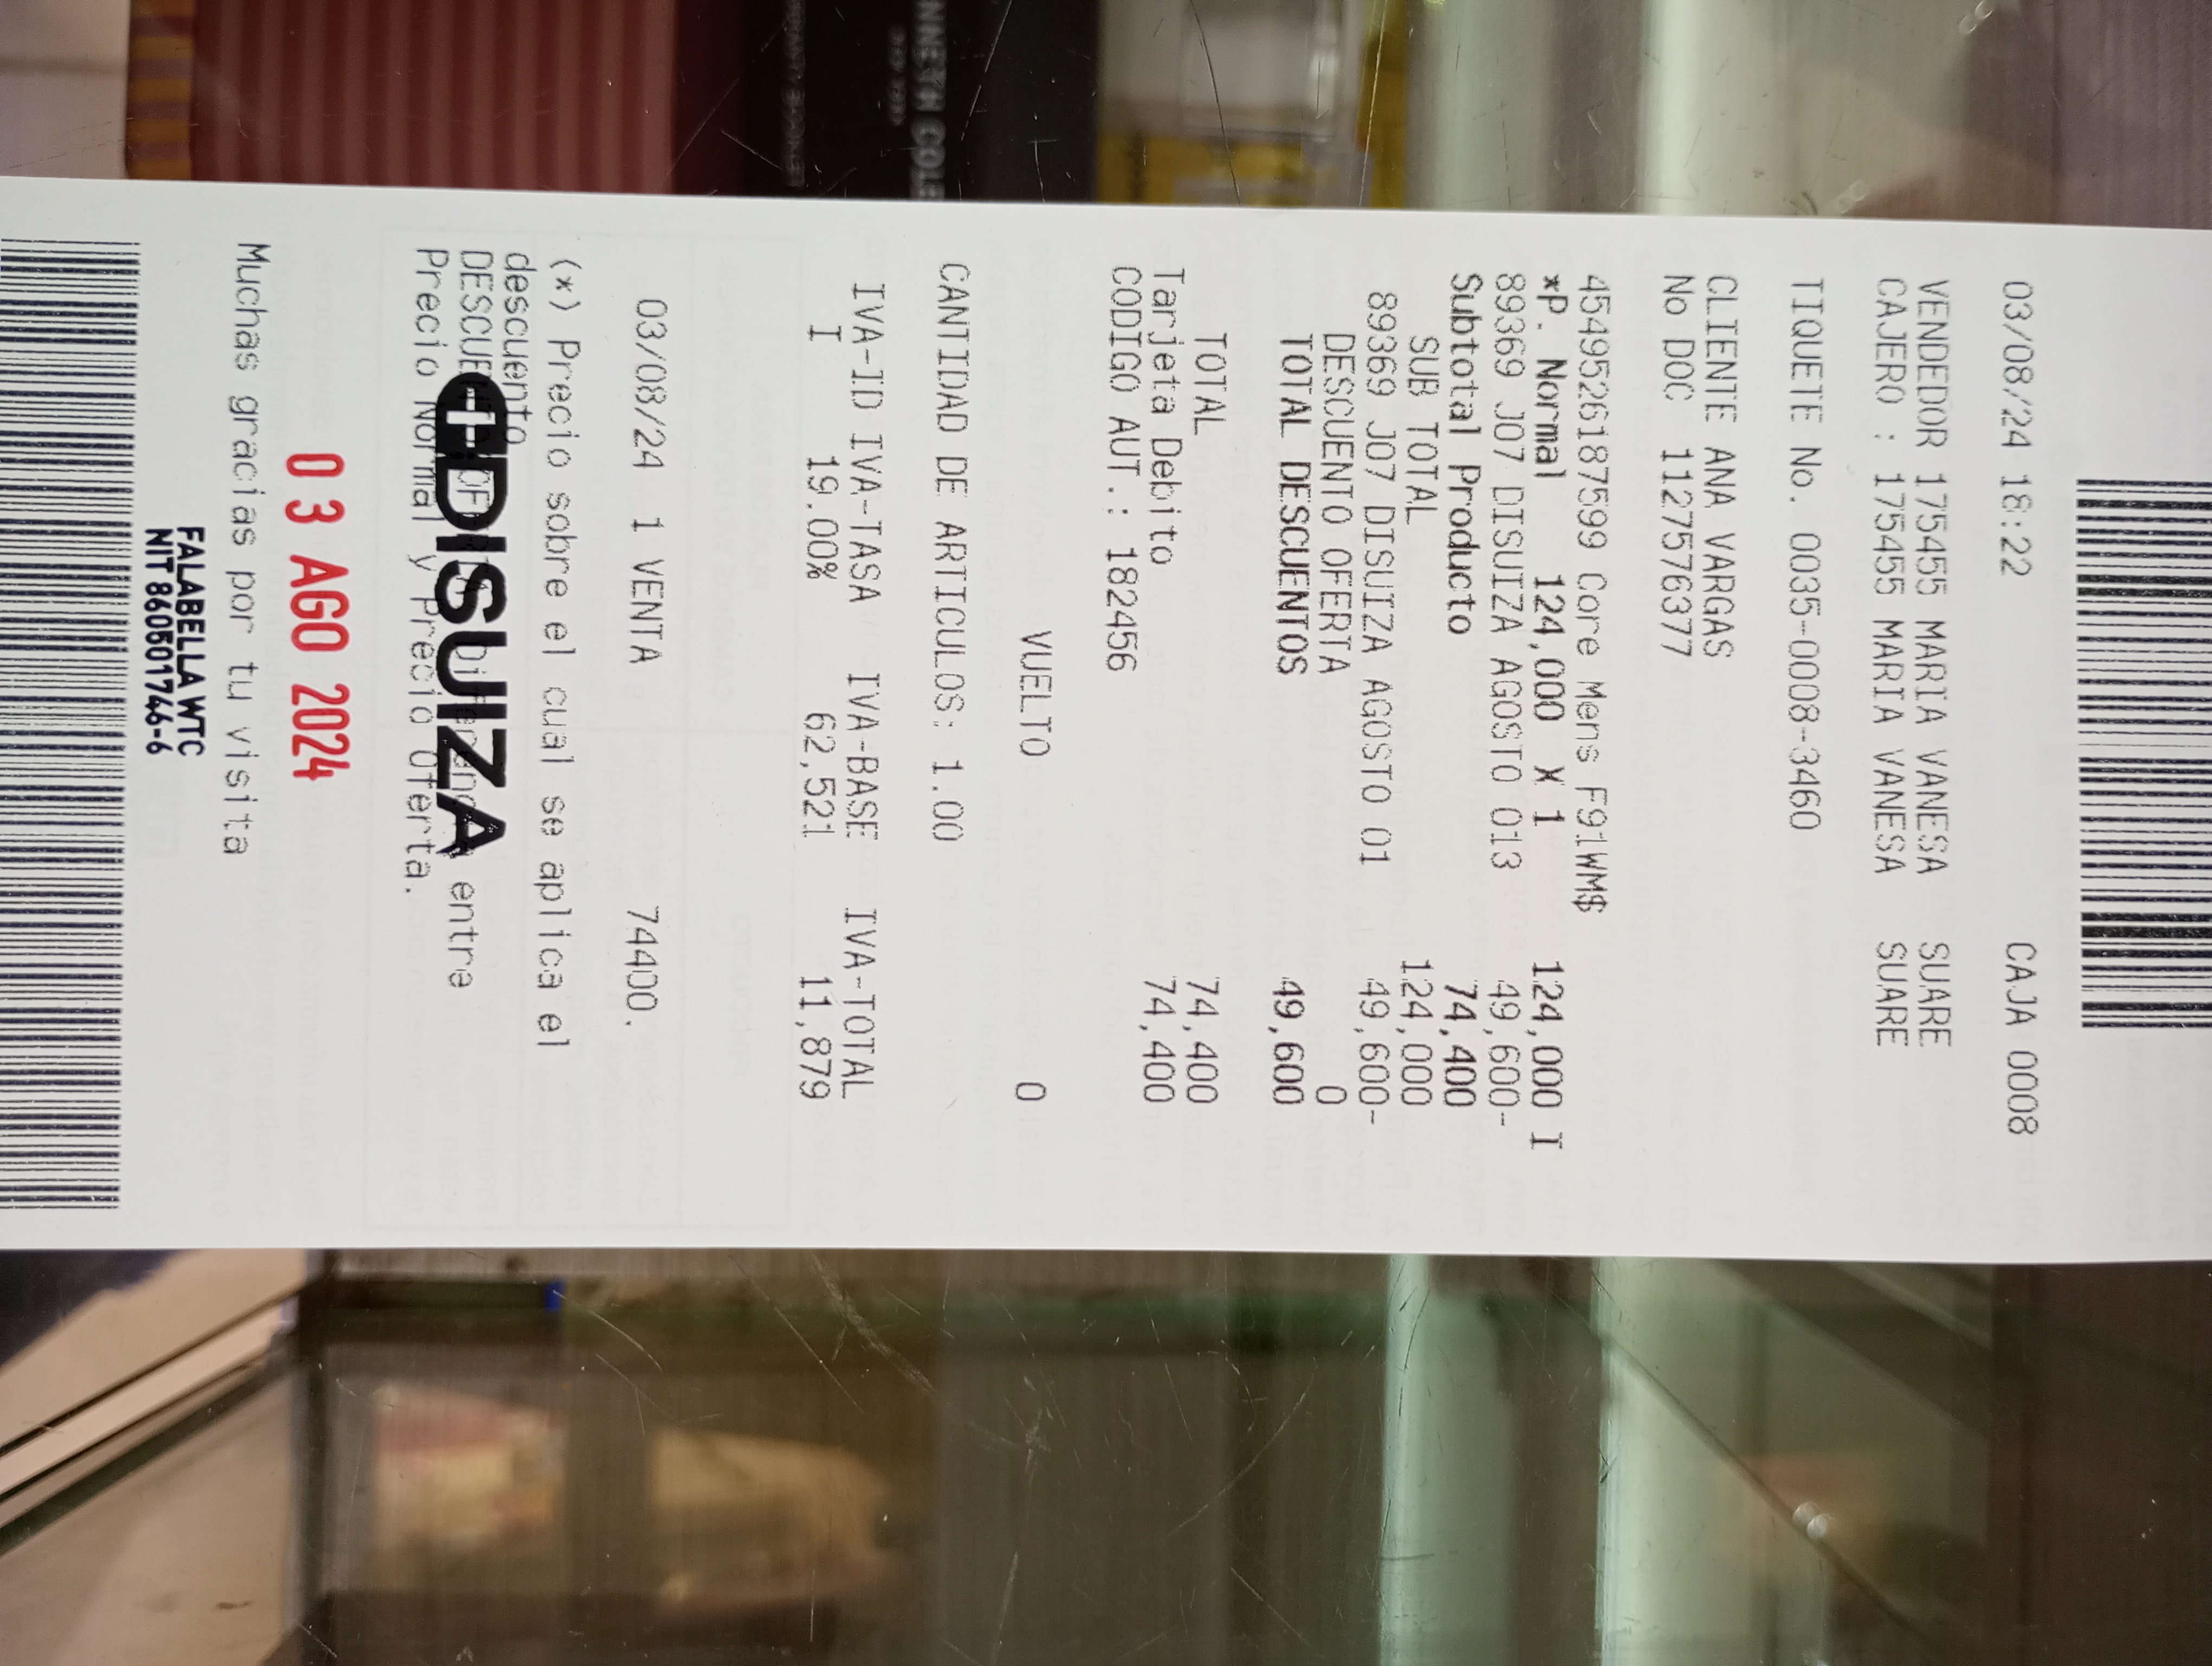 03/08/24 18:22 CAJA 0008
VENDEDOR 175455 MARIA VANESA SUARE
CAJERO : 175455 MARIA VANESA SUARE
TIQUETE No. 0035-0008-3460
CLIENTE ANA VARGAS
No DOC 1127576377
4549526187599 Core Mens F91WM$
*P. Normal 124,000 X 1 124,000 I
89369 J07 DISUIZA AGOSTO 013 49,600-
Subtotal Producto 74,400
SUB TOTAL 124,000
89369 J07 DISUIZA AGOSTO 01 49,600-
DESCUENTO OFERTA 0
TOTAL DESCUENTOS 49,600
TOTAL 74,400
Tarjeta Debito 74,400
CODIGO AUT.: 182456
VUELTO 0
CANTIDAD DE ARTICULOS: 1.00
IVA-ID IVA-TASA IVA-BASE IVA-TOTAL
I 19.00% 62,521 11,879
03/08/24 1 VENTA 74400.
(*) Precio sobre el cual se aplica el
descuento
entre
Precio Normal y Precio Oferta.
DISUIZA
03 AGO 2024
Muchas gracias por tu visita
FALABELLA WTC
NIT 860501746-6